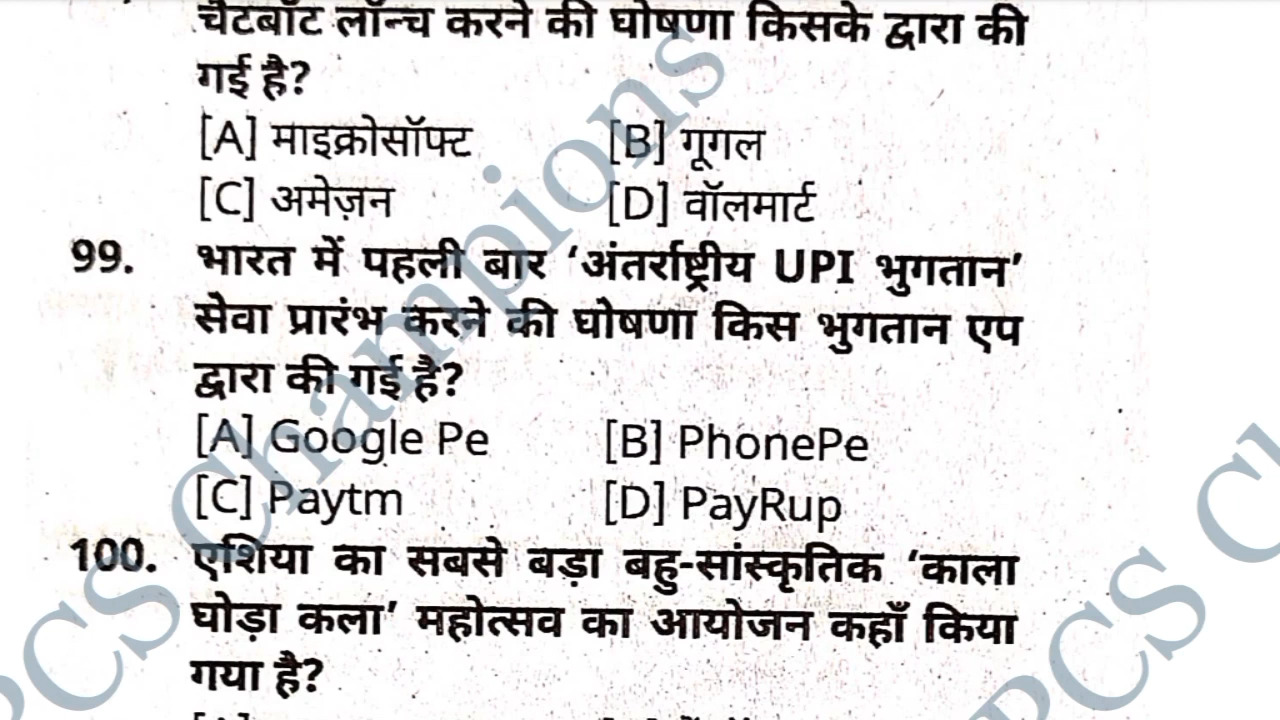 चैटबॉट लॉन्च करने की घोषणा किसके द्वारा की
गई है?
[A] माइक्रोसॉफ्ट [B] गूगल
[C] अमेज़न [D] वॉलमार्ट
99. भारत में पहली बार ‘अंतर्राष्ट्रीय UPI भुगतान’
सेवा प्रारंभ करने की घोषणा किस भुगतान एप
द्वारा की गई है?
[A] Google Pe [B] PhonePe
[C] Paytm [D] PayRup
100. एशिया का सबसे बड़ा बहु-सांस्कृतिक ‘काला
घोड़ा कला’ महोत्सव का आयोजन कहाँ किया
गया है?
PCS Champions
PCS C